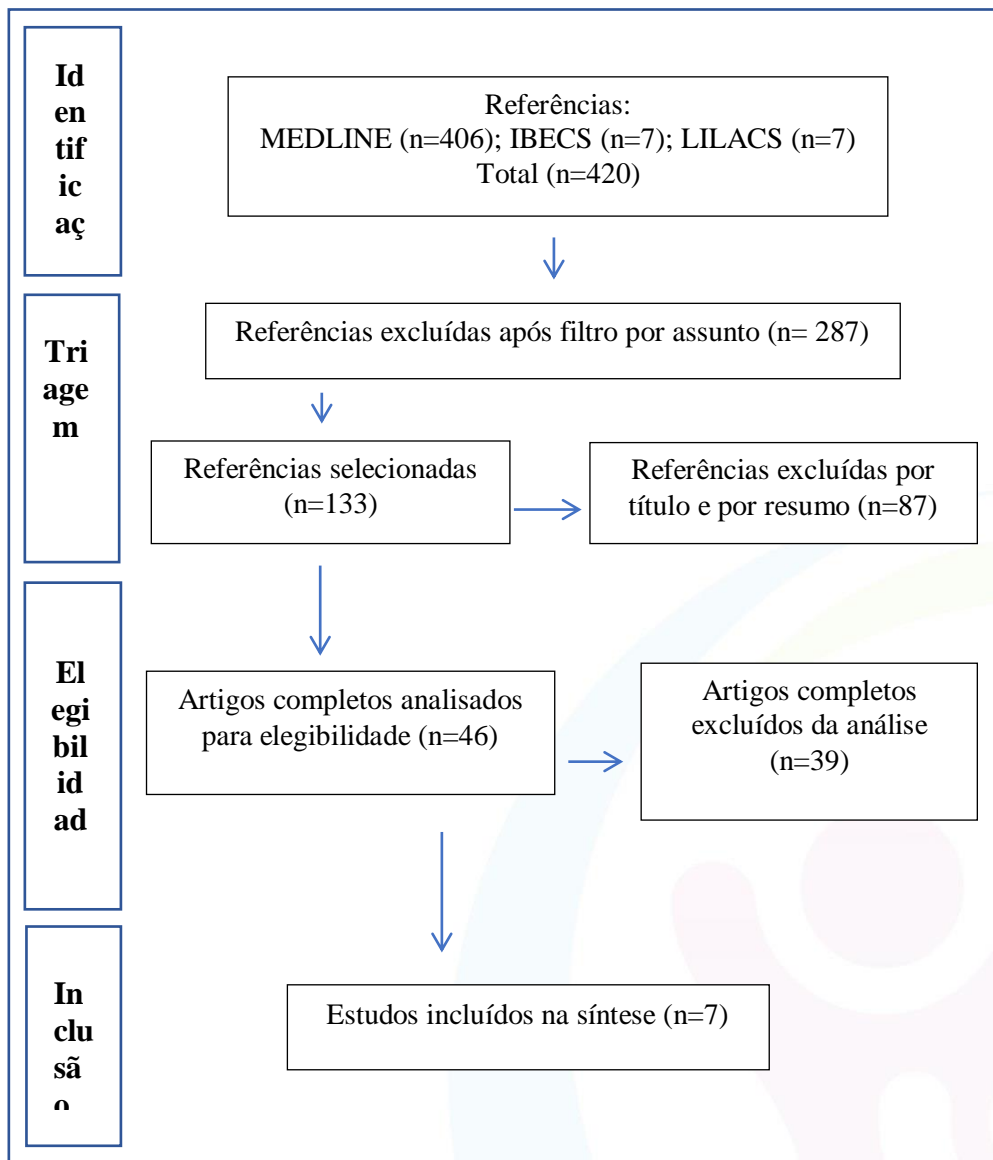 Id
en
tif
ic
aç
Referências:
MEDLINE (n=406); IBECS (n=7); LILACS (n=7)
Total (n=420)
Tri
age
m
Referências excluídas após filtro por assunto (n= 287)
Referências selecionadas
(n=133)
Referências excluídas por
título e por resumo (n=87)
El
egi
bil
id
ad
Artigos completos analisados
para elegibilidade (n=46)
Artigos completos
excluídos da análise
(n=39)
In
clu
sã
o
Estudos incluídos na síntese (n=7)